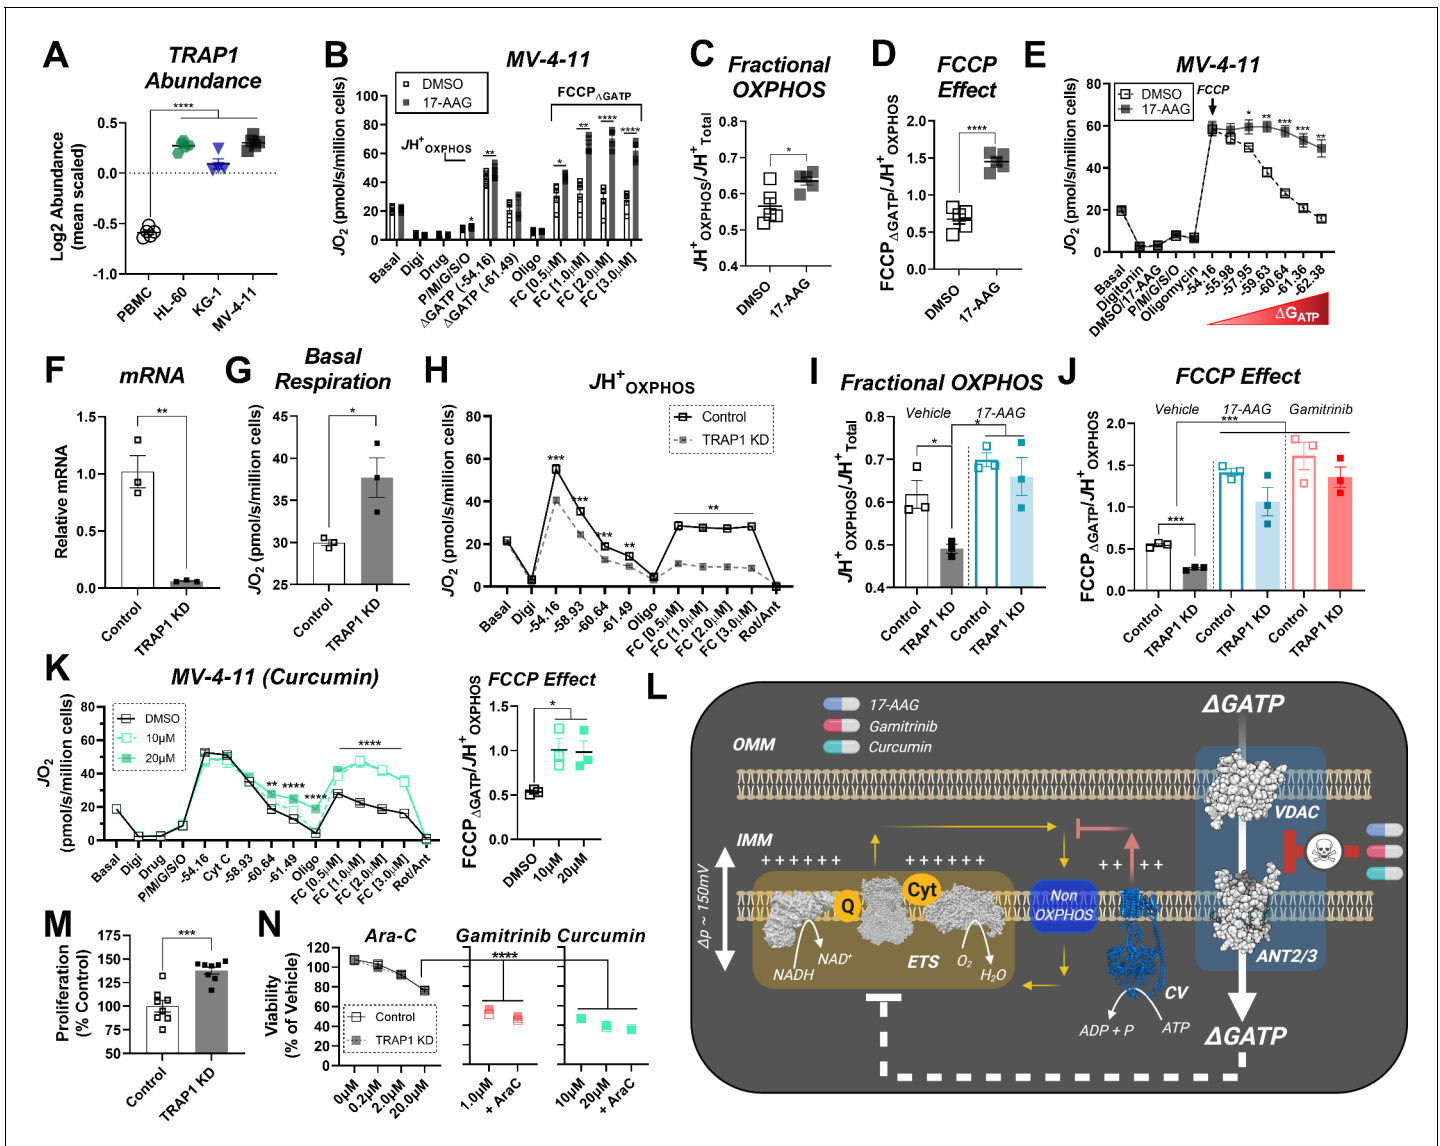 A
TRAP1
Abundance
****
Log2 Abundance
(mean scaled)
0.5
0.0
-0.5
-1.0
PBMC
HL-60
KG-1
MV-4-11
B
MV-4-11
DMSO
17-AAG
FCCP ΔGATP
JH+ OXPHOS
JO2 (pmol/s/million cells)
100
80
60
40
20
0
* ** * ** **** ****
Basal
Digi
Drug
P/M/G/S/O
ΔGATP (-54.16)
ΔGATP (-61.49)
Oligo
FC [0.5μM]
FC [1.0μM]
FC [2.0μM]
FC [3.0μM]
C
Fractional
OXPHOS
*
JH+ OXPHOS/JH+ Total
0.8
0.7
0.6
0.5
0.4
DMSO
17-AAG
D
FCCP
Effect
****
FCCP ΔGATP/JH+ OXPHOS
2.0
1.5
1.0
0.5
0.0
DMSO
17-AAG
E
MV-4-11
DMSO
17-AAG
FCCP
JO2 (pmol/s/million cells)
80
60
40
20
0
* ** *** *** **
Basal
Digitonin
DMSO/17-AAG
P/M/G/S/O
Oligomycin
-54.16
-55.98
-57.95
-59.63
-60.64
-61.36
-62.38
ΔG ATP
F
mRNA
**
Relative mRNA
1.5
1.0
0.5
0.0
Control
TRAP1 KD
G
Basal
Respiration
*
JO2 (pmol/s/million cells)
45
40
35
30
25
Control
TRAP1 KD
H
JH+ OXPHOS
Control
TRAP1 KD
JO2 (pmol/s/million cells)
80
60
40
20
0
*** *** *** ** **
Basal
Digi
-54.16
-58.93
-60.64
-61.49
Oligo
FC [0.5μM]
FC [1.0μM]
FC [2.0μM]
FC [3.0μM]
Rot/Ant
I
Fractional OXPHOS
Vehicle 17-AAG
* *
JH+ OXPHOS/JH+ Total
0.8
0.7
0.6
0.5
0.4
Control
TRAP1 KD
Control
TRAP1 KD
J
FCCP Effect
Vehicle 17-AAG Gamitrinib
***
***
FCCP ΔGATP/JH+ OXPHOS
2.0
1.5
1.0
0.5
0.0
Control
TRAP1 KD
Control
TRAP1 KD
Control
TRAP1 KD
K
MV-4-11 (Curcumin)
DMSO
10μM
20μM
JO2
(pmol/s/million cells)
80
60
40
20
0
** **** **** ****
Basal
Digi
Drug
P/M/G/S/O
-54.16
Cyt C
-58.93
-60.64
-61.49
Oligo
FC [0.5μM]
FC [1.0μM]
FC [2.0μM]
FC [3.0μM]
Rot/Ant
FCCP Effect
*
FCCP ΔGATP/JH+ OXPHOS
1.5
1.0
0.5
0.0
DMSO
10μM
20μM
L
17-AAG
Gamitrinib
Curcumin
ΔGATP
OMM
VDAC
IMM
+ + + + + +
+ + + + + +
+ + + +
Δp ~ 150mV
Q
Cyt
Non
OXPHOS
NADH
NAD+
ETS
O2
H2O
CV
ADP + P
ATP
ANT2/3
ΔGATP
M
***
Proliferation
(% Control)
175
150
125
100
75
50
Control
TRAP1 KD
N
Ara-C
Gamitrinib
Curcumin
****
Viability
(% of Vehicle)
120
100
80
60
40
20
0
Control
TRAP1 KD
0μM
0.2μM
2.0μM
20.0μM
1.0μM
+ AraC
10μM
20μM
+ AraC